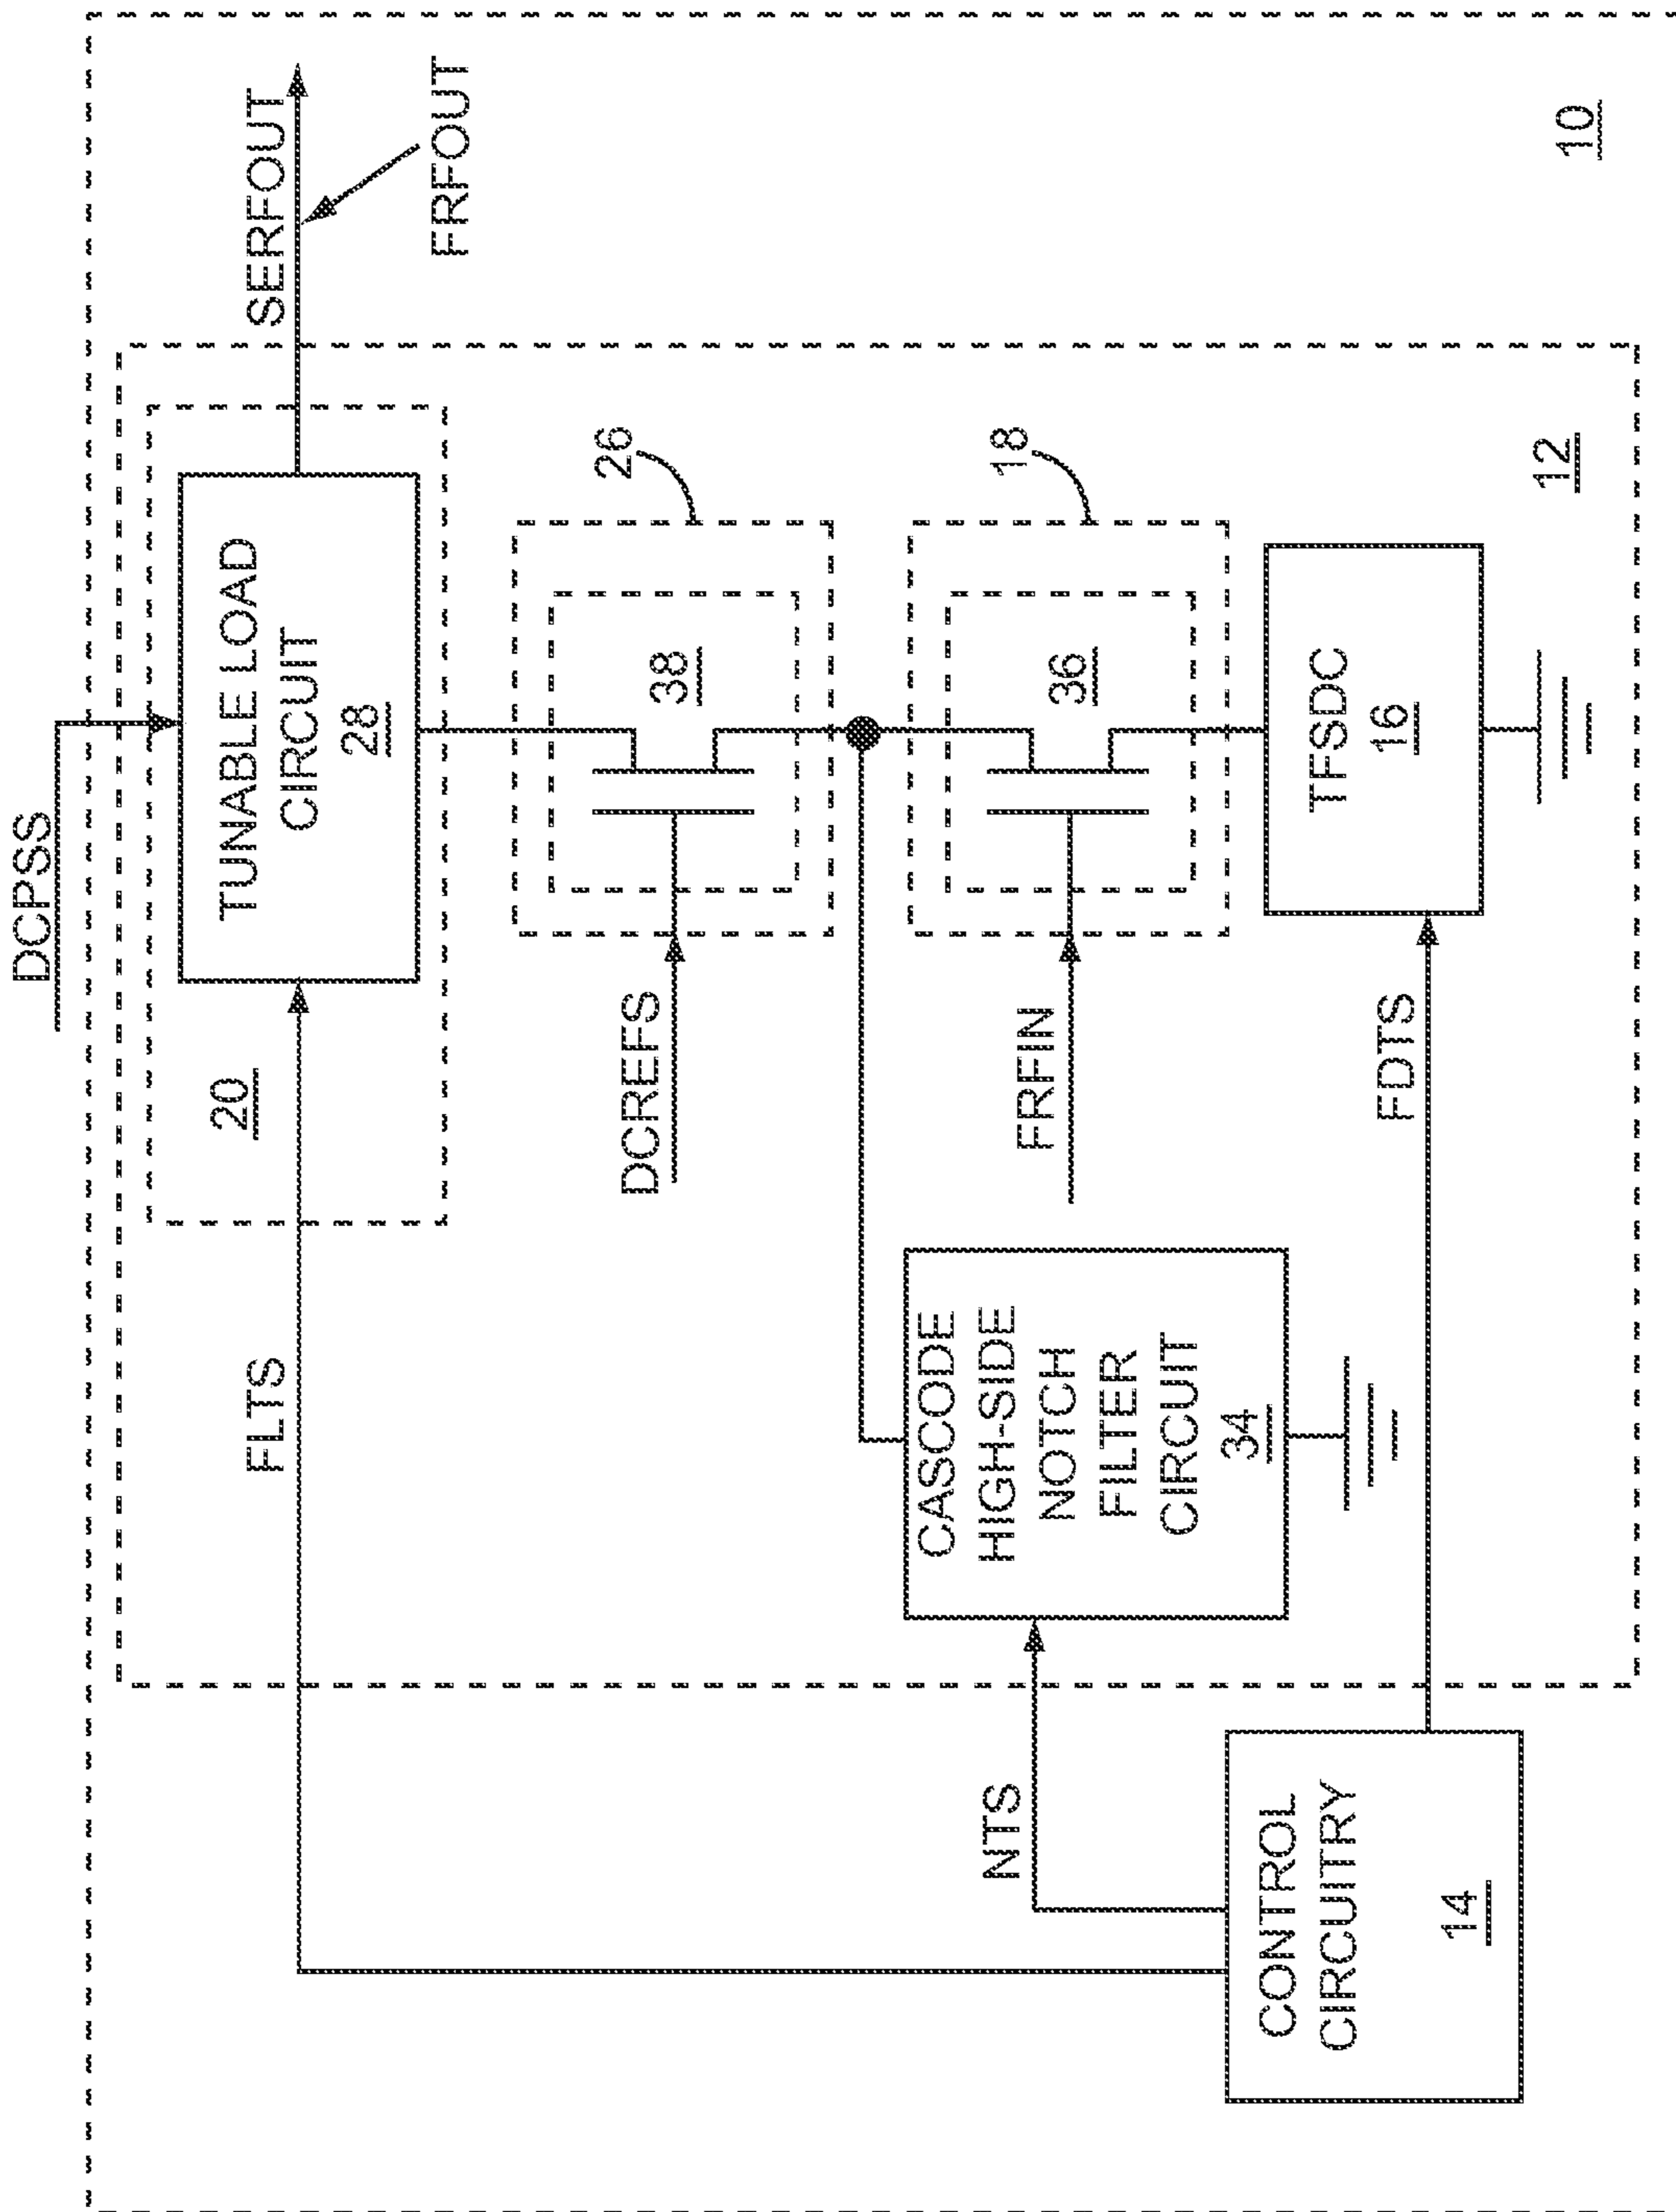 DCPSS
SERFOUT
FRFOUT
FLTS
20
TUNABLE LOAD
CIRCUIT
28
26
38
DCREFS
18
36
FRFIN
CASCODE
HIGH-SIDE
NOTCH
FILTER
CIRCUIT
34
NTS
TFSDC
16
FDTS
CONTROL
CIRCUITRY
14
12
10